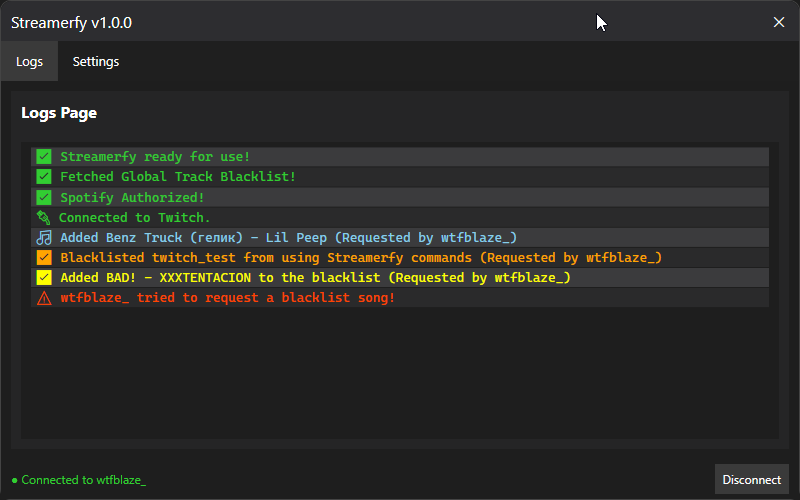 Streamerfy v1.0.0
Logs Settings
Logs Page
Streamerfy ready for use!
Fetched Global Track Blacklist!
Spotify Authorized!
Connected to Twitch.
Added Benz Truck (гелик) - Lil Peep (Requested by wtfblaze_)
Blacklisted twitch_test from using Streamerfy commands (Requested by wtfblaze_)
Added BAD! - XXXTENTACION to the blacklist (Requested by wtfblaze_)
wtfblaze_ tried to request a blacklist song!
● Connected to wtfblaze_
Disconnect